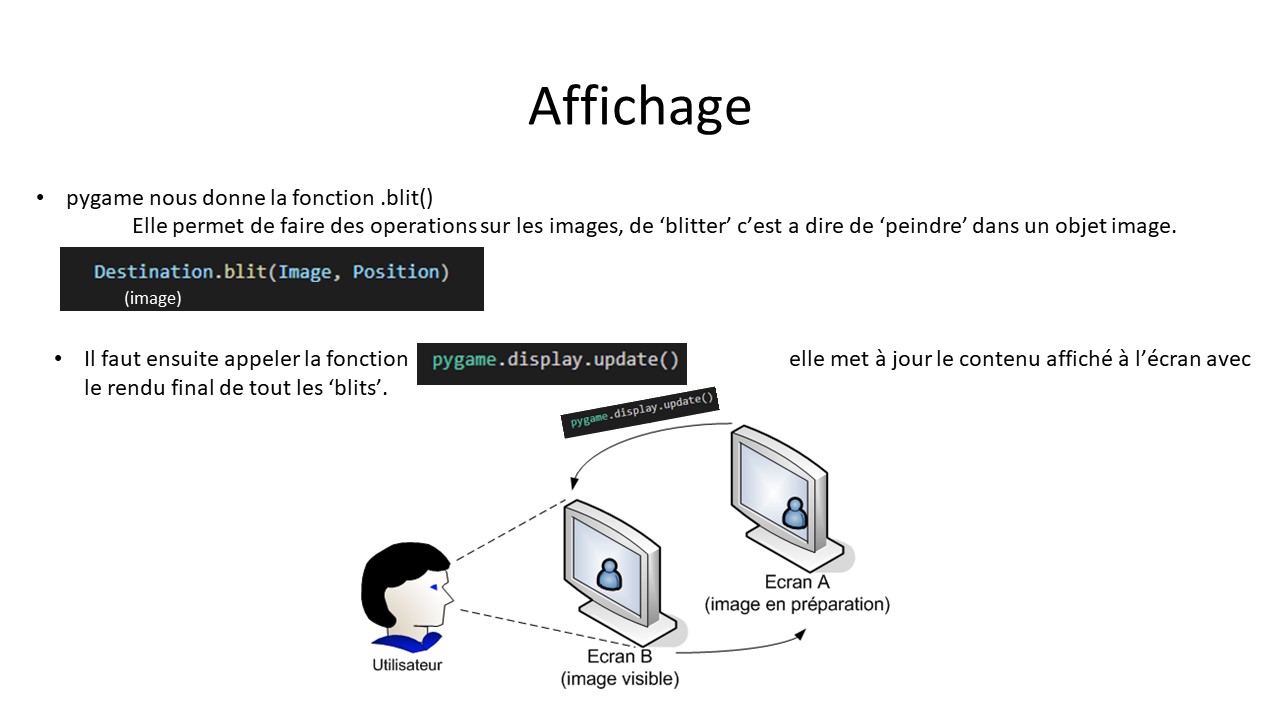 Affichage
• pygame nous donne la fonction .blit()
Elle permet de faire des operations sur les images, de ‘blitter’ c’est a dire de ‘peindre’ dans un objet image.
Destination.blit(Image, Position)
(image)
• Il faut ensuite appeler la fonction pygame.display.update() elle met à jour le contenu affiché à l’écran avec
le rendu final de tout les ‘blits’.
pygame.display.update()
Ecran A
(image en préparation)
Utilisateur
Ecran B
(image visible)